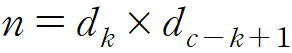 n = d_k × d_{c−k+1}